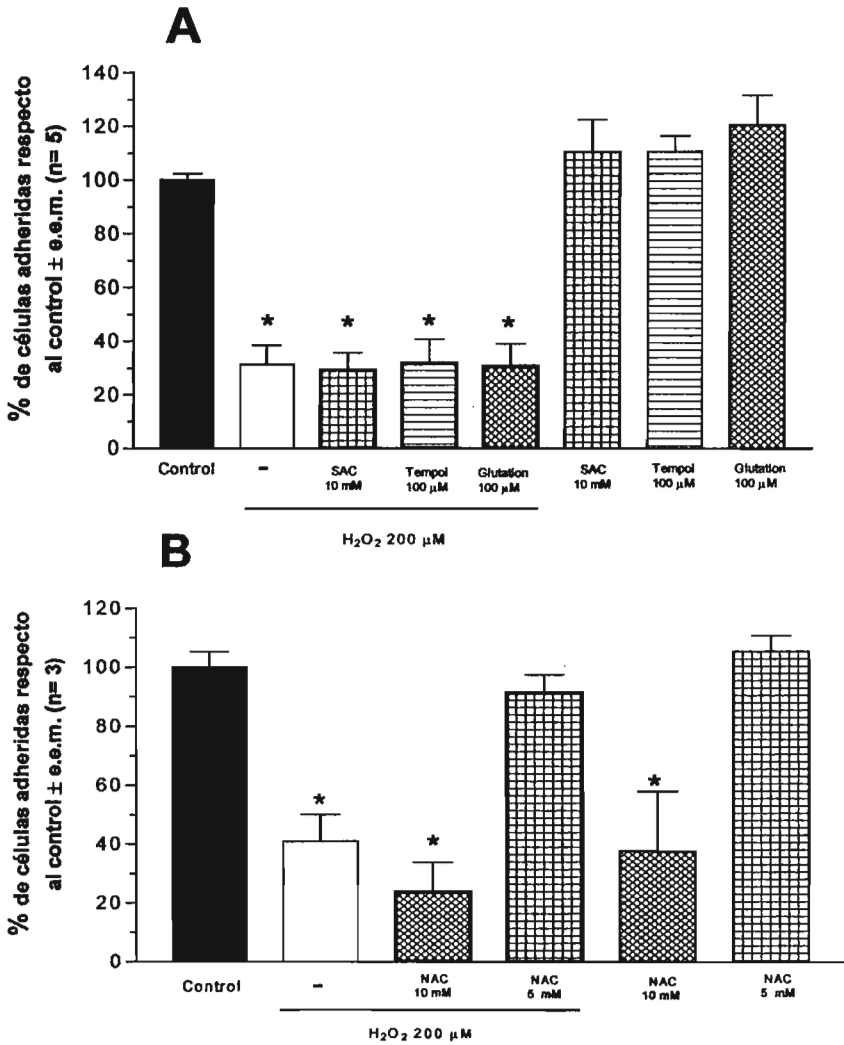 A
% de células adheridas respecto
al control ± e.e.m. (n= 5)
140
120
100
80
60
40
20
0
*
*
*
*
Control
–
SAC
10 mM
Tempol
100 µM
Glutation
100 µM
SAC
10 mM
Tempol
100 µM
Glutation
100 µM
H₂O₂ 200 µM
B
% de células adheridas respecto
al control ± e.e.m. (n= 3)
120
100
80
60
40
20
0
*
*
*
Control
–
NAC
10 mM
NAC
5 mM
NAC
10 mM
NAC
5 mM
H₂O₂ 200 µM